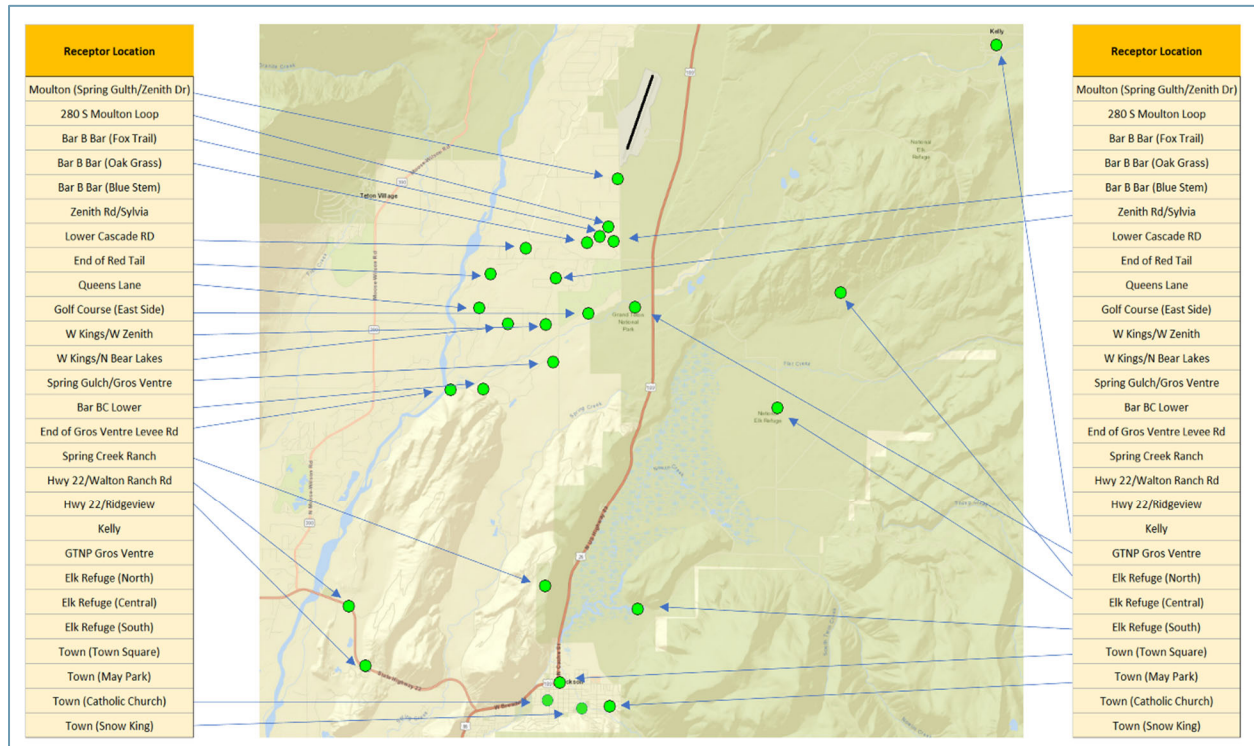 Receptor Location
Moulton (Spring Gulth/Zenith Dr)
280 S Moulton Loop
Bar B Bar (Fox Trail)
Bar B Bar (Oak Grass)
Bar B Bar (Blue Stem)
Zenith Rd/Sylvia
Lower Cascade RD
End of Red Tail
Queens Lane
Golf Course (East Side)
W Kings/W Zenith
W Kings/N Bear Lakes
Spring Gulch/Gros Ventre
Bar BC Lower
End of Gros Ventre Levee Rd
Spring Creek Ranch
Hwy 22/Walton Ranch Rd
Hwy 22/Ridgeview
Kelly
GTNP Gros Ventre
Elk Refuge (North)
Elk Refuge (Central)
Elk Refuge (South)
Town (Town Square)
Town (May Park)
Town (Catholic Church)
Town (Snow King)
Kelly
National
Elk
Refuge
Teton Village
Grand Teton
National
Park
National
Elk Refuge
Spring Creek
State Highway 22
Receptor Location
Moulton (Spring Gulth/Zenith Dr)
280 S Moulton Loop
Bar B Bar (Fox Trail)
Bar B Bar (Oak Grass)
Bar B Bar (Blue Stem)
Zenith Rd/Sylvia
Lower Cascade RD
End of Red Tail
Queens Lane
Golf Course (East Side)
W Kings/W Zenith
W Kings/N Bear Lakes
Spring Gulch/Gros Ventre
Bar BC Lower
End of Gros Ventre Levee Rd
Spring Creek Ranch
Hwy 22/Walton Ranch Rd
Hwy 22/Ridgeview
Kelly
GTNP Gros Ventre
Elk Refuge (North)
Elk Refuge (Central)
Elk Refuge (South)
Town (Town Square)
Town (May Park)
Town (Catholic Church)
Town (Snow King)